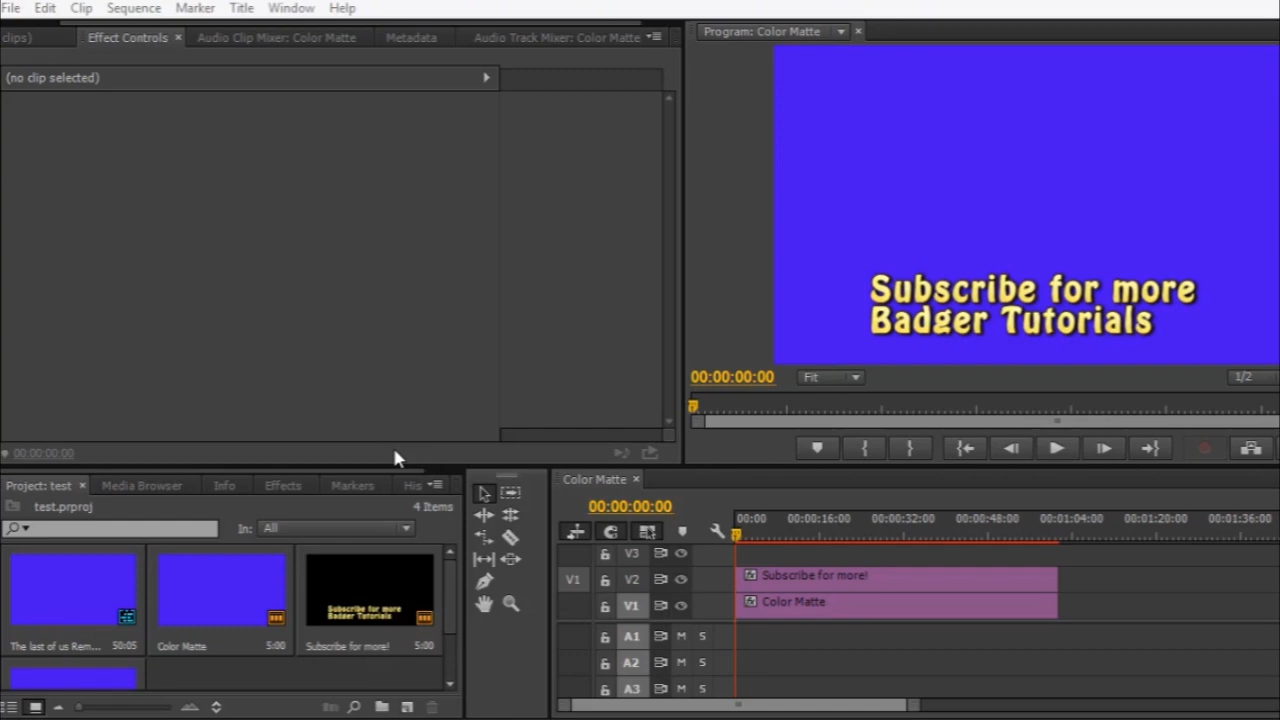 File Edit Clip Sequence Marker Title Window Help
clips) Effect Controls × Audio Clip Mixer: Color Matte Metadata Audio Track Mixer: Color Matte
Program: Color Matte ×
(no clip selected)
Subscribe for more
Badger Tutorials
00:00:00:00 Fit 1/2
00:00:00:00
Project: test × Media Browser Info Effects Markers His
Color Matte ×
test.prproj 4 Items
00:00:00:00
In: All
00:00 00:00:16:00 00:00:32:00 00:00:48:00 00:01:04:00 00:01:20:00 00:01:36:00
V3
V1 V2 Subscribe for more!
V1 Color Matte
Subscribe for more
Badger Tutorials
The last of us Rem... 50:05 Color Matte 5:00 Subscribe for more! 5:00
A1 M S
A2 M S
A3 M S